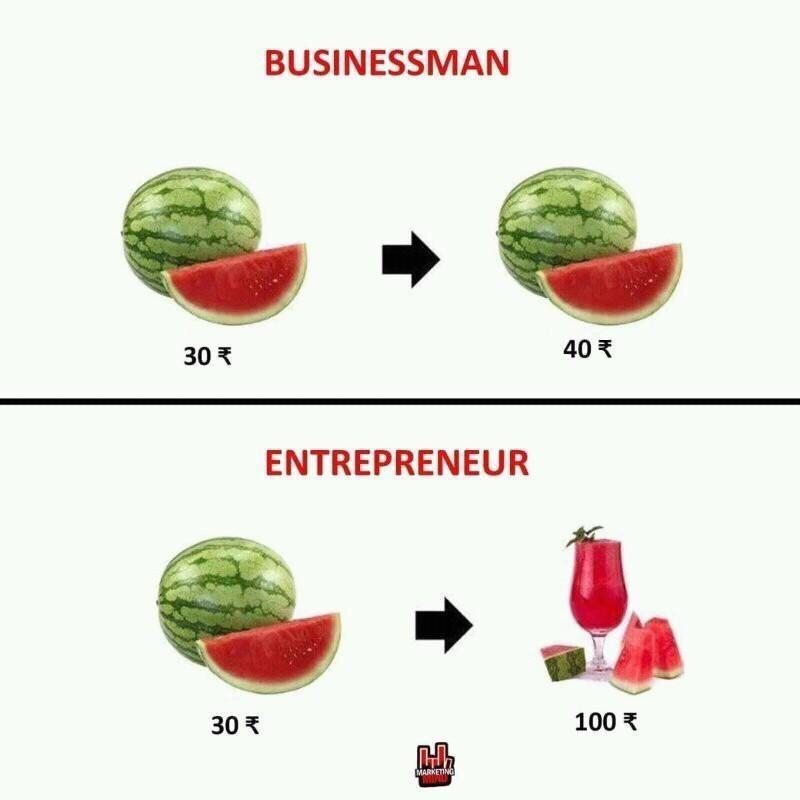 BUSINESSMAN
30 ₹
40 ₹
ENTREPRENEUR
30 ₹
100 ₹
MARKETING
MIND